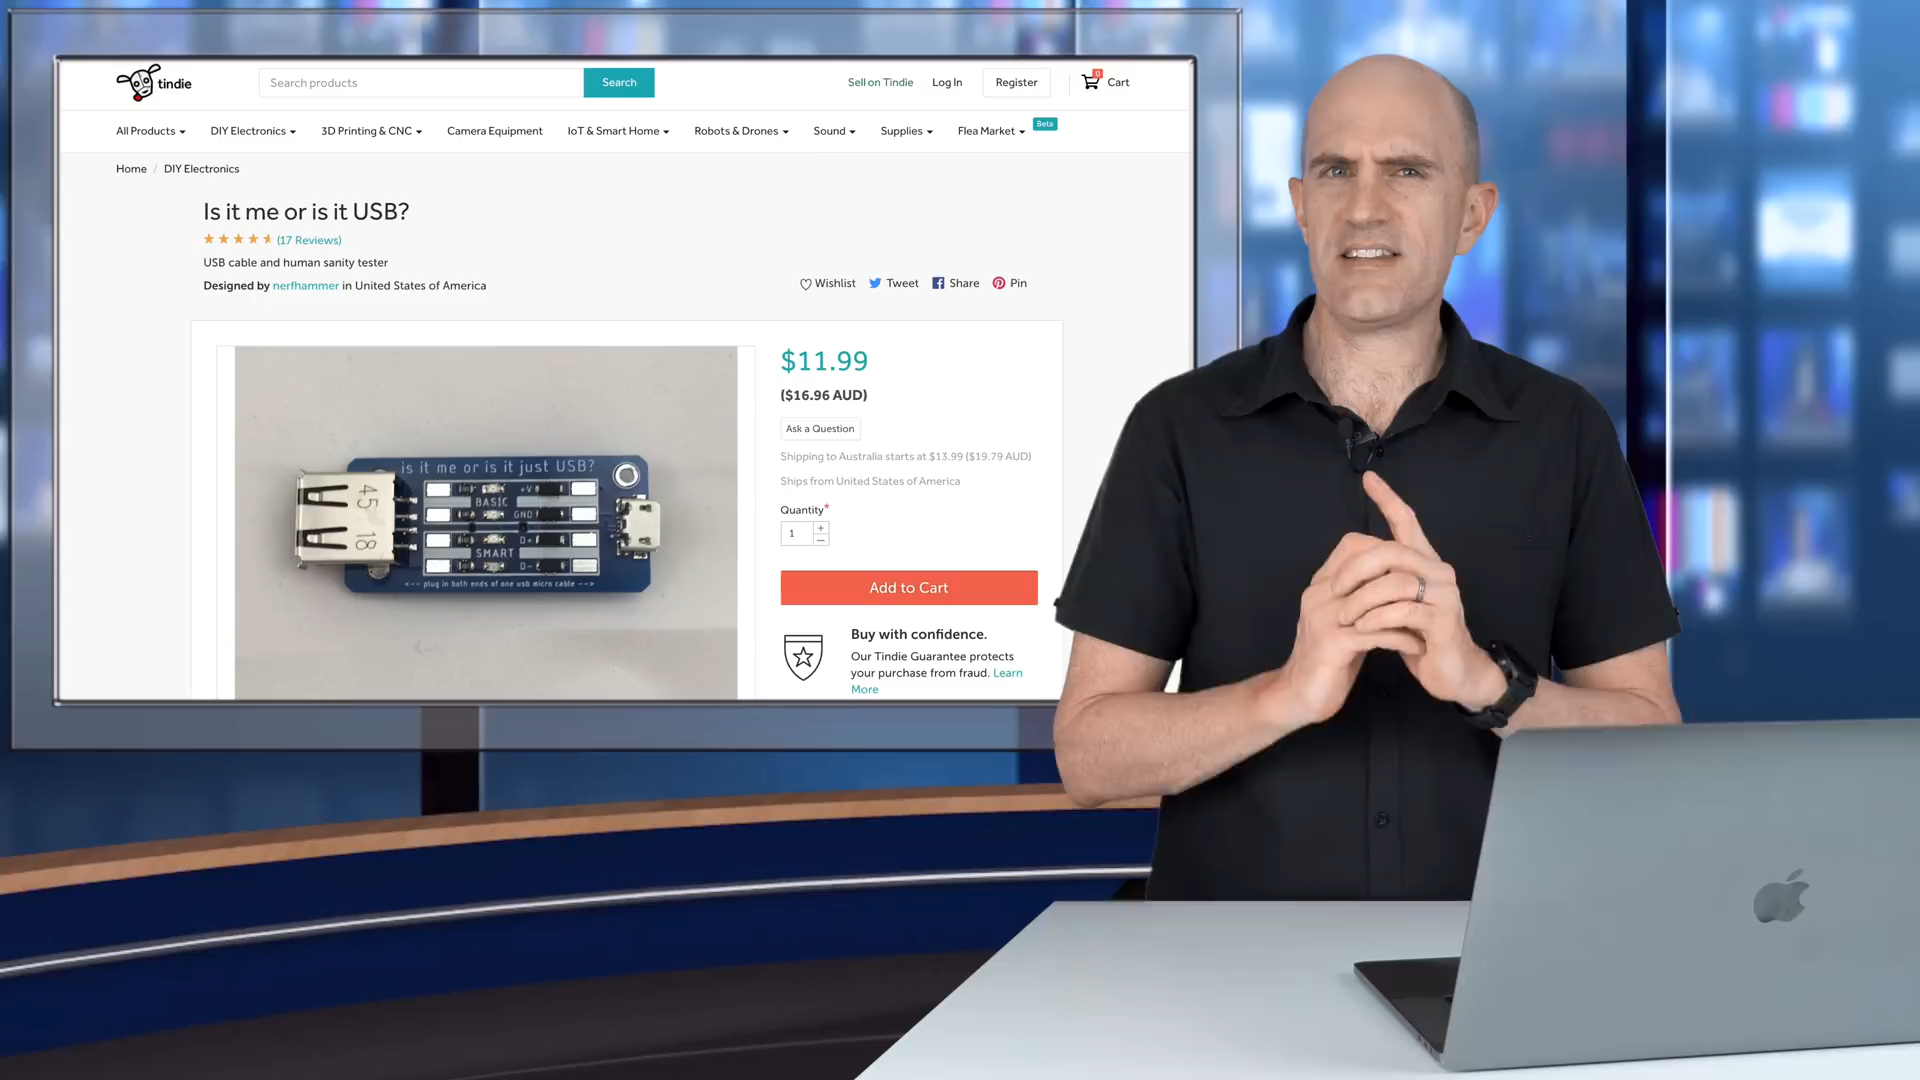 tindie
Search products
Search
Sell on Tindie
Log In
Register
0
Cart
All Products
DIY Electronics
3D Printing & CNC
Camera Equipment
IoT & Smart Home
Robots & Drones
Sound
Supplies
Flea Market
Beta
Home / DIY Electronics
Is it me or is it USB?
(17 Reviews)
USB cable and human sanity tester
Designed by nerfhammer in United States of America
Wishlist
Tweet
Share
Pin
is it me or is it just USB?
+V
BASIC
GND
D+
SMART
D-
<-- plug in both ends of one usb micro cable -->
45
18
$11.99
($16.96 AUD)
Ask a Question
Shipping to Australia starts at $13.99 ($19.79 AUD)
Ships from United States of America
Quantity*
1
+
–
Add to Cart
Buy with confidence.
Our Tindie Guarantee protects
your purchase from fraud. Learn
More